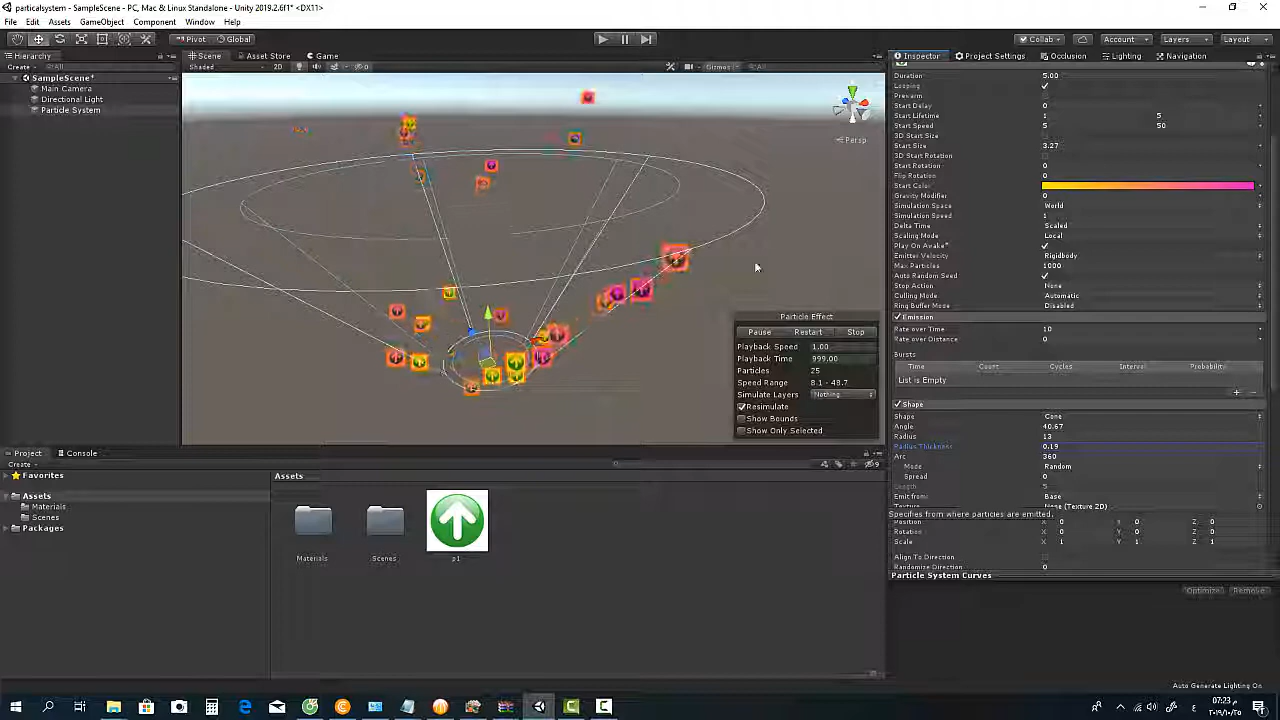 particalsystem - SampleScene - PC, Mac & Linux Standalone - Unity 2019.2.6f1* <DX11>
File Edit Assets GameObject Component Window Help
Pivot Global Collab Account Layers Layout
Hierarchy Scene Asset Store Game Inspector Project Settings Occlusion Lighting Navigation
Create All Shaded 2D Gizmos All
SampleScene*
Main Camera
Directional Light
Particle System
Persp
Duration 5.00
Looping
Prewarm
Start Delay 0
Start Lifetime 1 5
Start Speed 5 50
3D Start Size
Start Size 3.27
3D Start Rotation
Start Rotation 0
Flip Rotation 0
Start Color
Gravity Modifier 0
Simulation Space World
Simulation Speed 1
Delta Time Scaled
Scaling Mode Local
Play On Awake*
Emitter Velocity Rigidbody
Max Particles 1000
Auto Random Seed
Stop Action None
Culling Mode Automatic
Ring Buffer Mode Disabled
Emission
Rate over Time 10
Rate over Distance 0
Bursts
Time Count Cycles Interval Probability
List is Empty
Shape
Shape Cone
Angle 40.67
Radius 13
Radius Thickness 0.19
Arc 360
Mode Random
Spread 0
Length 5
Emit from: Base
Texture None (Texture 2D)
Specifies from where particles are emitted.
Position X 0 Y 0 Z 0
Rotation X 0 Y 0 Z 0
Scale X 1 Y 1 Z 1
Align To Direction
Randomize Direction 0
Particle System Curves
Optimize Remove
Particle Effect
Pause Restart Stop
Playback Speed 1.00
Playback Time 999.00
Particles 25
Speed Range 8.1 - 48.7
Simulate Layers Nothing
Resimulate
Show Bounds
Show Only Selected
Project Console
Create
Favorites
Assets
Materials
Scenes
Packages
Assets
Materials Scenes p1
Auto Generate Lighting On